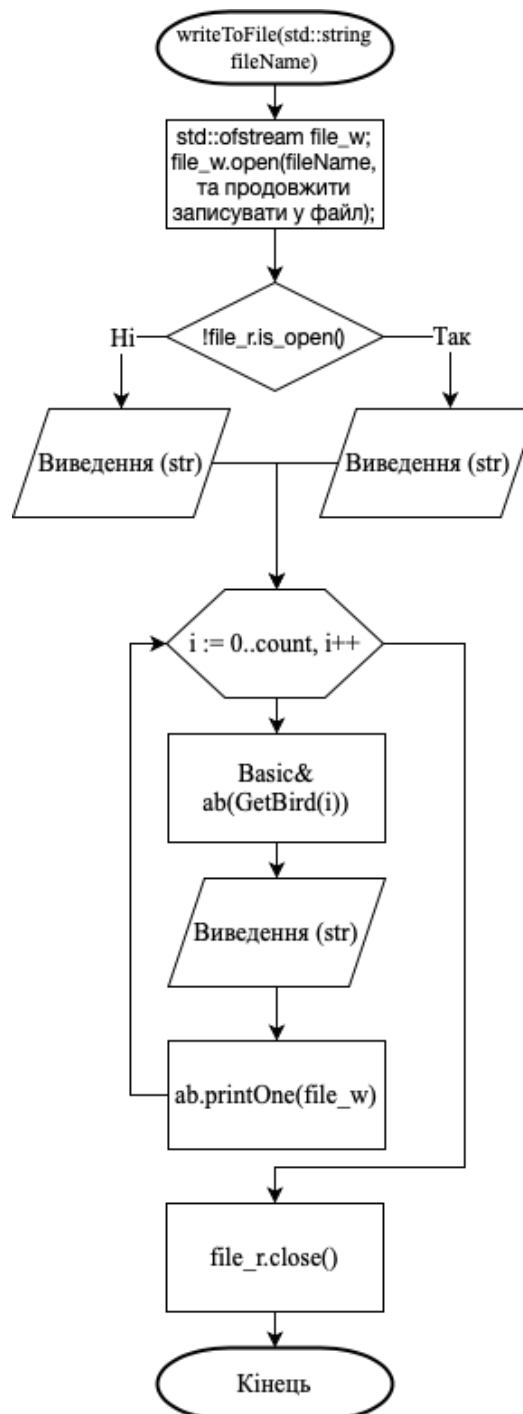 writeToFile(std::string
fileName)
std::ofstream file_w;
file_w.open(fileName,
та продовжити
записувати у файл);
!file_r.is_open()
Ні
Так
Виведення (str)
Виведення (str)
i := 0..count, i++
Basic&
ab(GetBird(i))
Виведення (str)
ab.printOne(file_w)
file_r.close()
Кінець